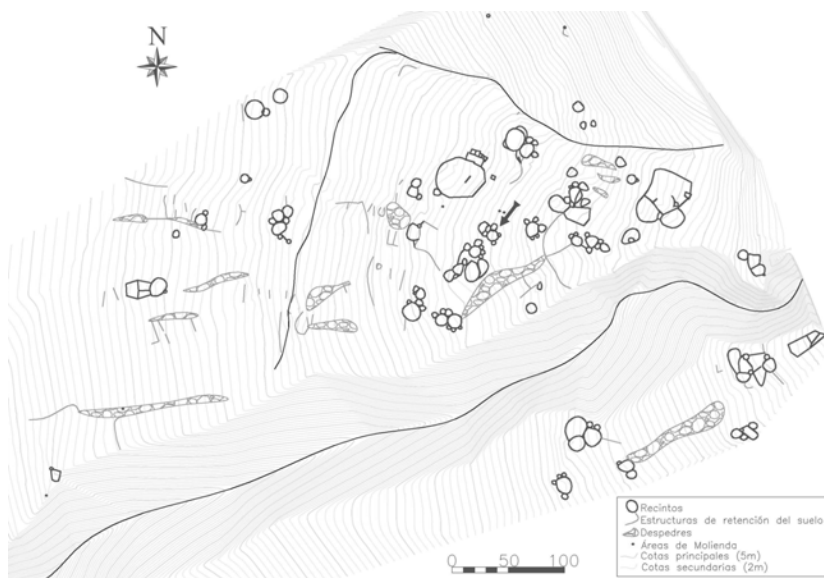 N
Recintos
Estructuras de retención del suelo
Despedres
Áreas de Molienda
Cotas principales (5m)
Cotas secundarias (2m)
0 50 100